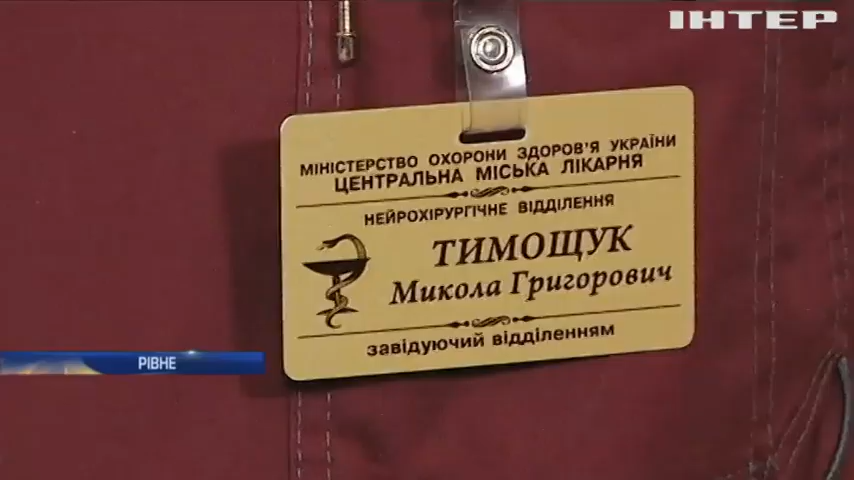 ІНТЕР
МІНІСТЕРСТВО ОХОРОНИ ЗДОРОВ'Я УКРАЇНИ
ЦЕНТРАЛЬНА МІСЬКА ЛІКАРНЯ
НЕЙРОХІРУРГІЧНЕ ВІДДІЛЕННЯ
ТИМОЩУК
Микола Григорович
завідуючий відділенням
РІВНЕ